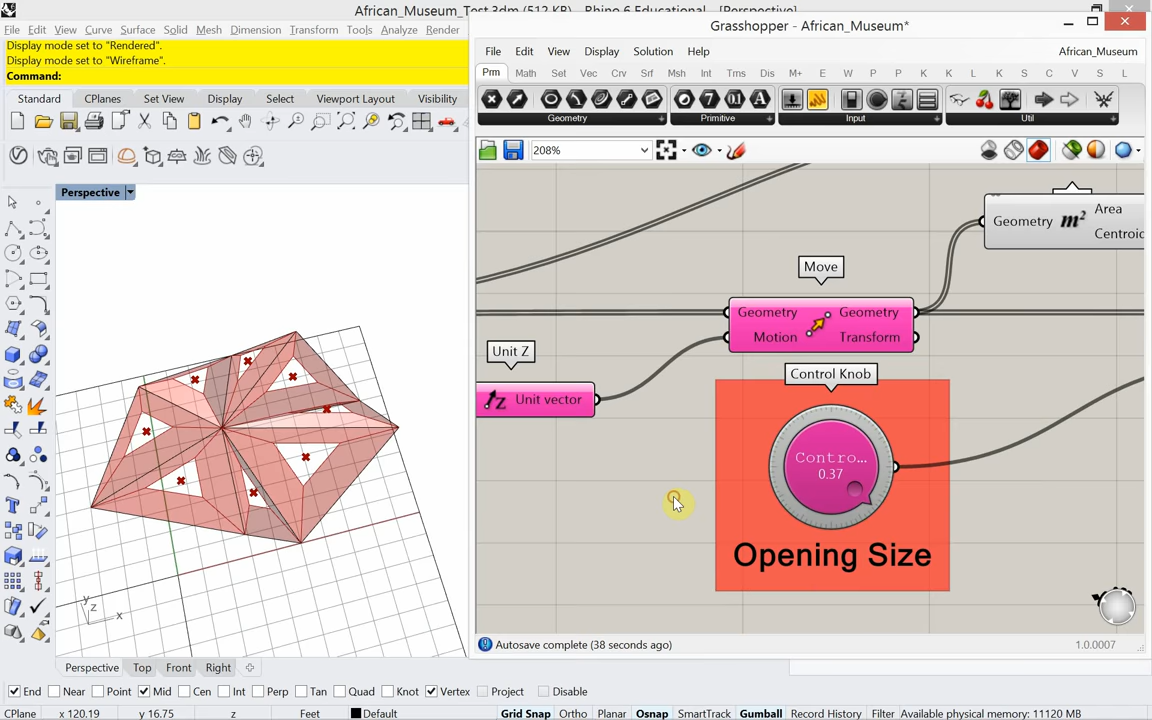 African_Museum_Test.3dm (512 KB) - Rhino 6 Educational - [Perspective]
File Edit View Curve Surface Solid Mesh Dimension Transform Tools Analyze Render
Display mode set to "Rendered".
Display mode set to "Wireframe".
Command:
Standard CPlanes Set View Display Select Viewport Layout Visibility
Perspective
y
z
x
Perspective Top Front Right
End Near Point Mid Cen Int Perp Tan Quad Knot Vertex Project Disable
CPlane x 120.19 y 16.75 z Feet Default Grid Snap Ortho Planar Osnap SmartTrack Gumball Record History Filter Available physical memory: 11120 MB
Grasshopper - African_Museum*
File Edit View Display Solution Help African_Museum
Prm Math Set Vec Crv Srf Msh Int Trns Dis M+ E W P P K K L K S C V S L
Geometry Primitive Input Util
208%
Area
Geometry m²
Centroid
Move
Geometry Geometry
Motion Transform
Unit Z
Z Unit vector
Control Knob
Contro...
0.37
Opening Size
Autosave complete (38 seconds ago) 1.0.0007